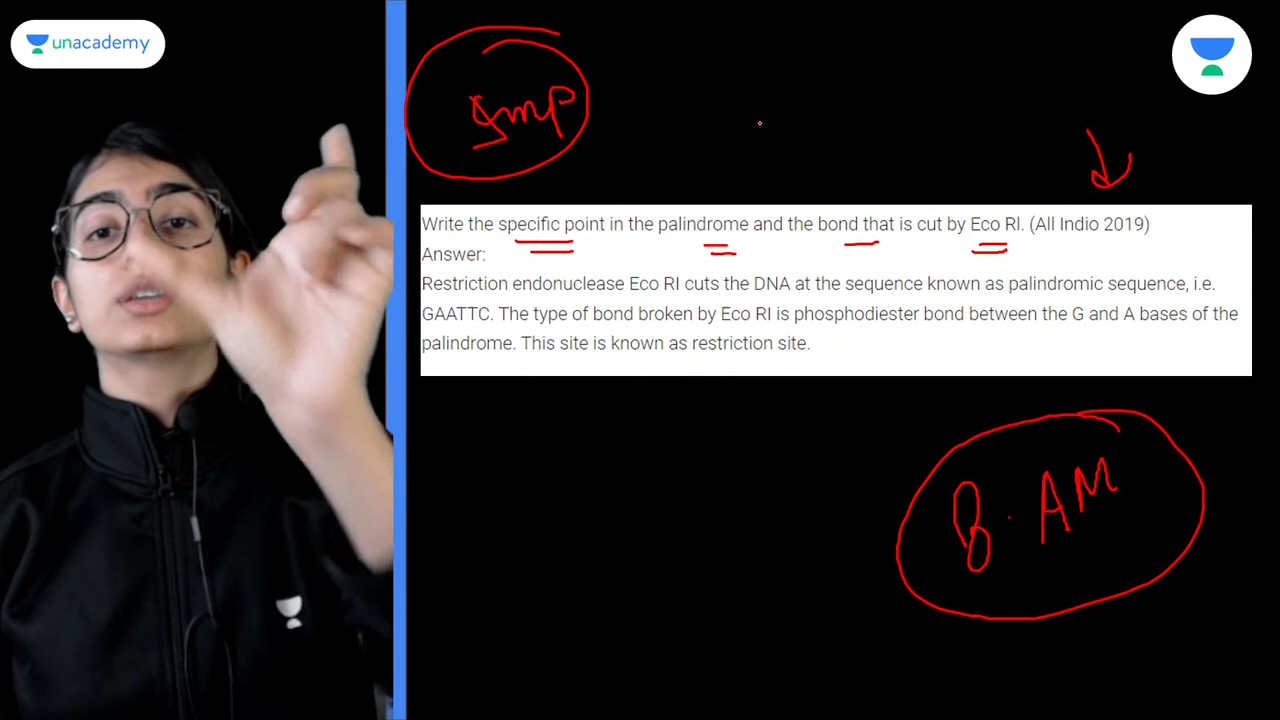 unacademy
Imp
Write the specific point in the palindrome and the bond that is cut by Eco RI. (All Indio 2019)
Answer:
Restriction endonuclease Eco RI cuts the DNA at the sequence known as palindromic sequence, i.e.
GAATTC. The type of bond broken by Eco RI is phosphodiester bond between the G and A bases of the
palindrome. This site is known as restriction site.
B. AM